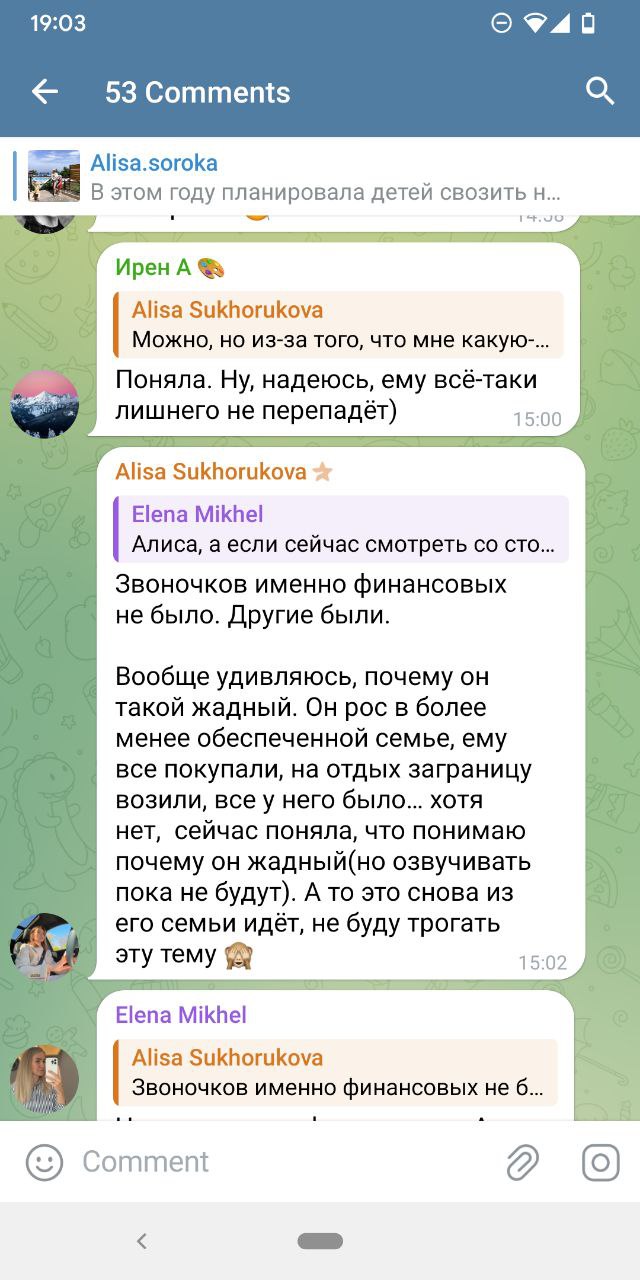 19:03
53 Comments
Alisa.soroka
В этом году планировала детей свозить н...
14:58
Ирен А 🎨
Alisa Sukhorukova
Можно, но из-за того, что мне какую-...
Поняла. Ну, надеюсь, ему всё-таки
лишнего не перепадёт)
15:00
Alisa Sukhorukova
Elena Mikhel
Алиса, а если сейчас смотреть со сто...
Звоночков именно финансовых
не было. Другие были.
Вообще удивляюсь, почему он
такой жадный. Он рос в более
менее обеспеченной семье, ему
все покупали, на отдых заграницу
возили, все у него было... хотя
нет, сейчас поняла, что понимаю
почему он жадный(но озвучивать
пока не будут). А то это снова из
его семьи идёт, не буду трогать
эту тему 🙈
15:02
Elena Mikhel
Alisa Sukhorukova
Звоночков именно финансовых не б...
Comment